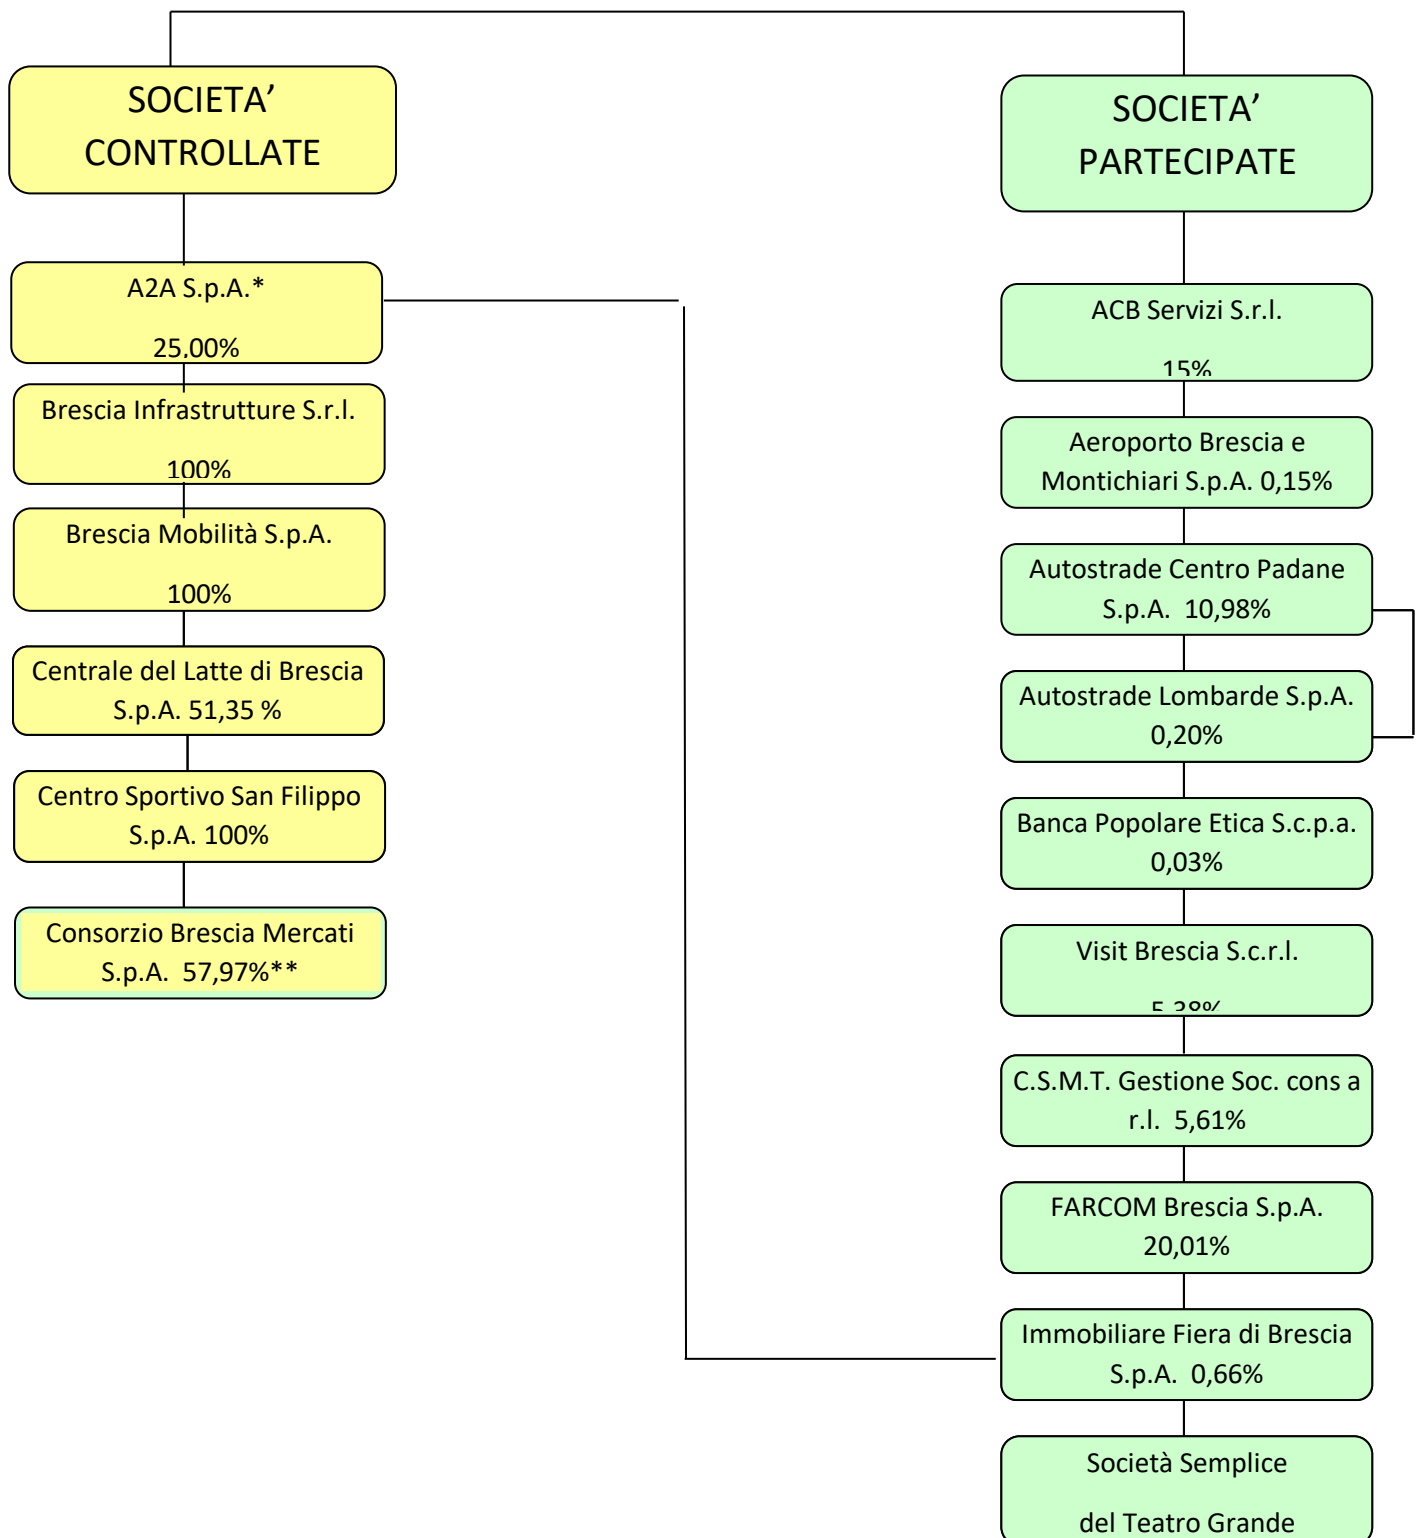 SOCIETA’
CONTROLLATE
A2A S.p.A.*
25,00%
Brescia Infrastrutture S.r.l.
100%
Brescia Mobilità S.p.A.
100%
Centrale del Latte di Brescia
S.p.A. 51,35 %
Centro Sportivo San Filippo
S.p.A. 100%
Consorzio Brescia Mercati
S.p.A. 57,97%**
SOCIETA’
PARTECIPATE
ACB Servizi S.r.l.
15%
Aeroporto Brescia e
Montichiari S.p.A. 0,15%
Autostrade Centro Padane
S.p.A. 10,98%
Autostrade Lombarde S.p.A.
0,20%
Banca Popolare Etica S.c.p.a.
0,03%
Visit Brescia S.c.r.l.
5,38%
C.S.M.T. Gestione Soc. cons a
r.l. 5,61%
FARCOM Brescia S.p.A.
20,01%
Immobiliare Fiera di Brescia
S.p.A. 0,66%
Società Semplice
del Teatro Grande